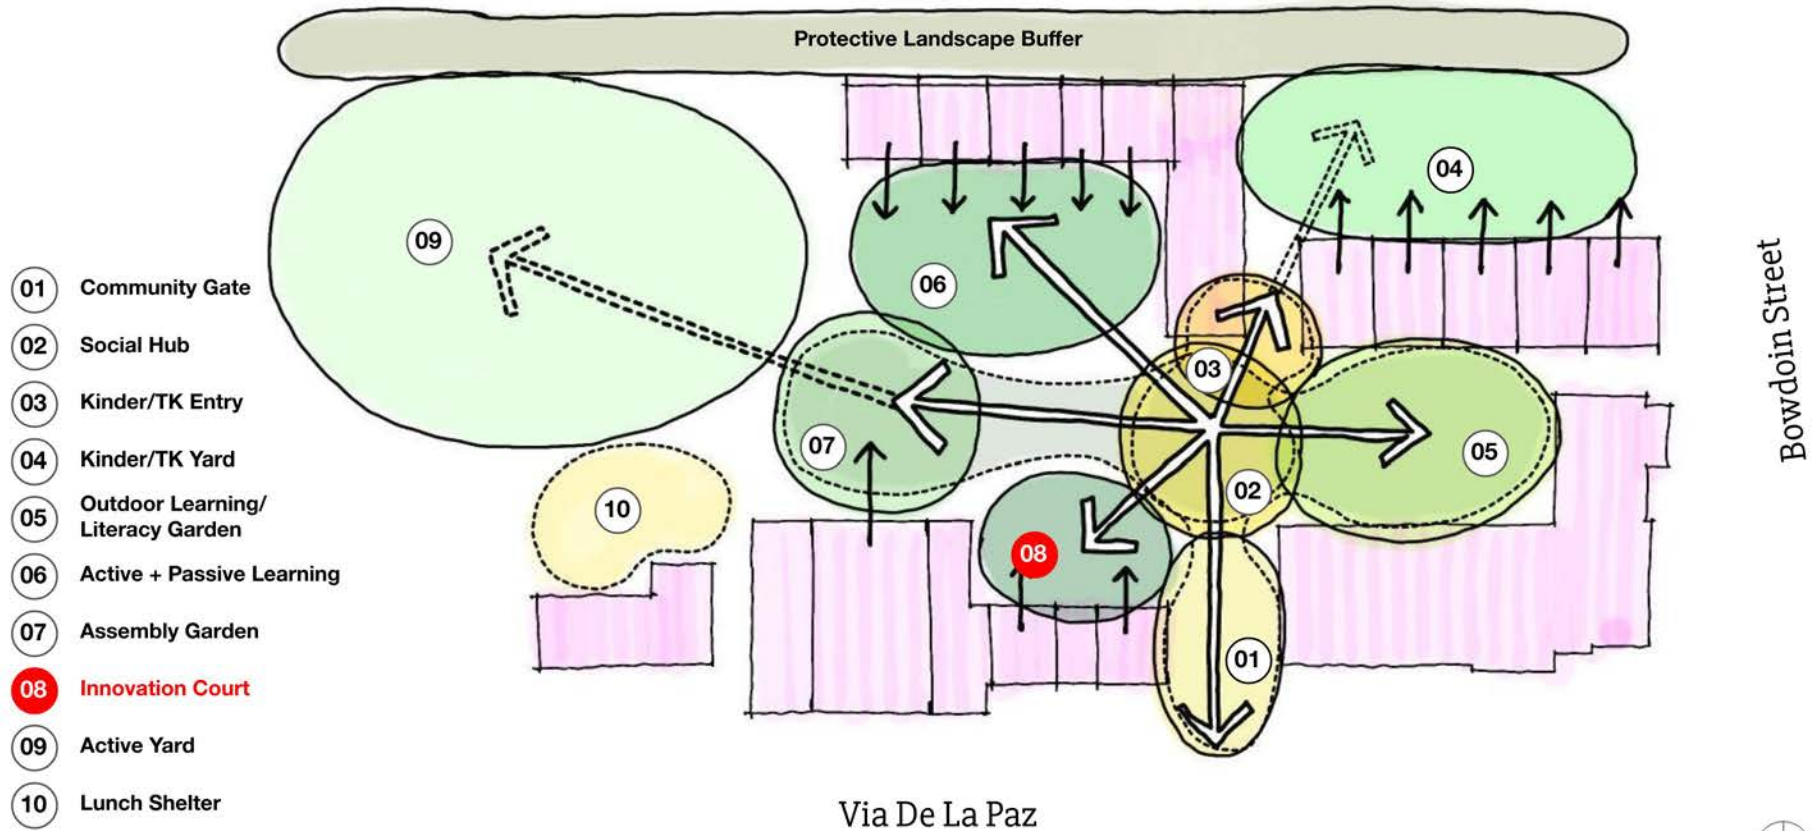 Protective Landscape Buffer
04
09
06
03
07
05
02
10
08
01
01 Community Gate
02 Social Hub
03 Kinder/TK Entry
04 Kinder/TK Yard
05 Outdoor Learning/
Literacy Garden
06 Active + Passive Learning
07 Assembly Garden
08 Innovation Court
09 Active Yard
10 Lunch Shelter
Bowdoin Street
Via De La Paz